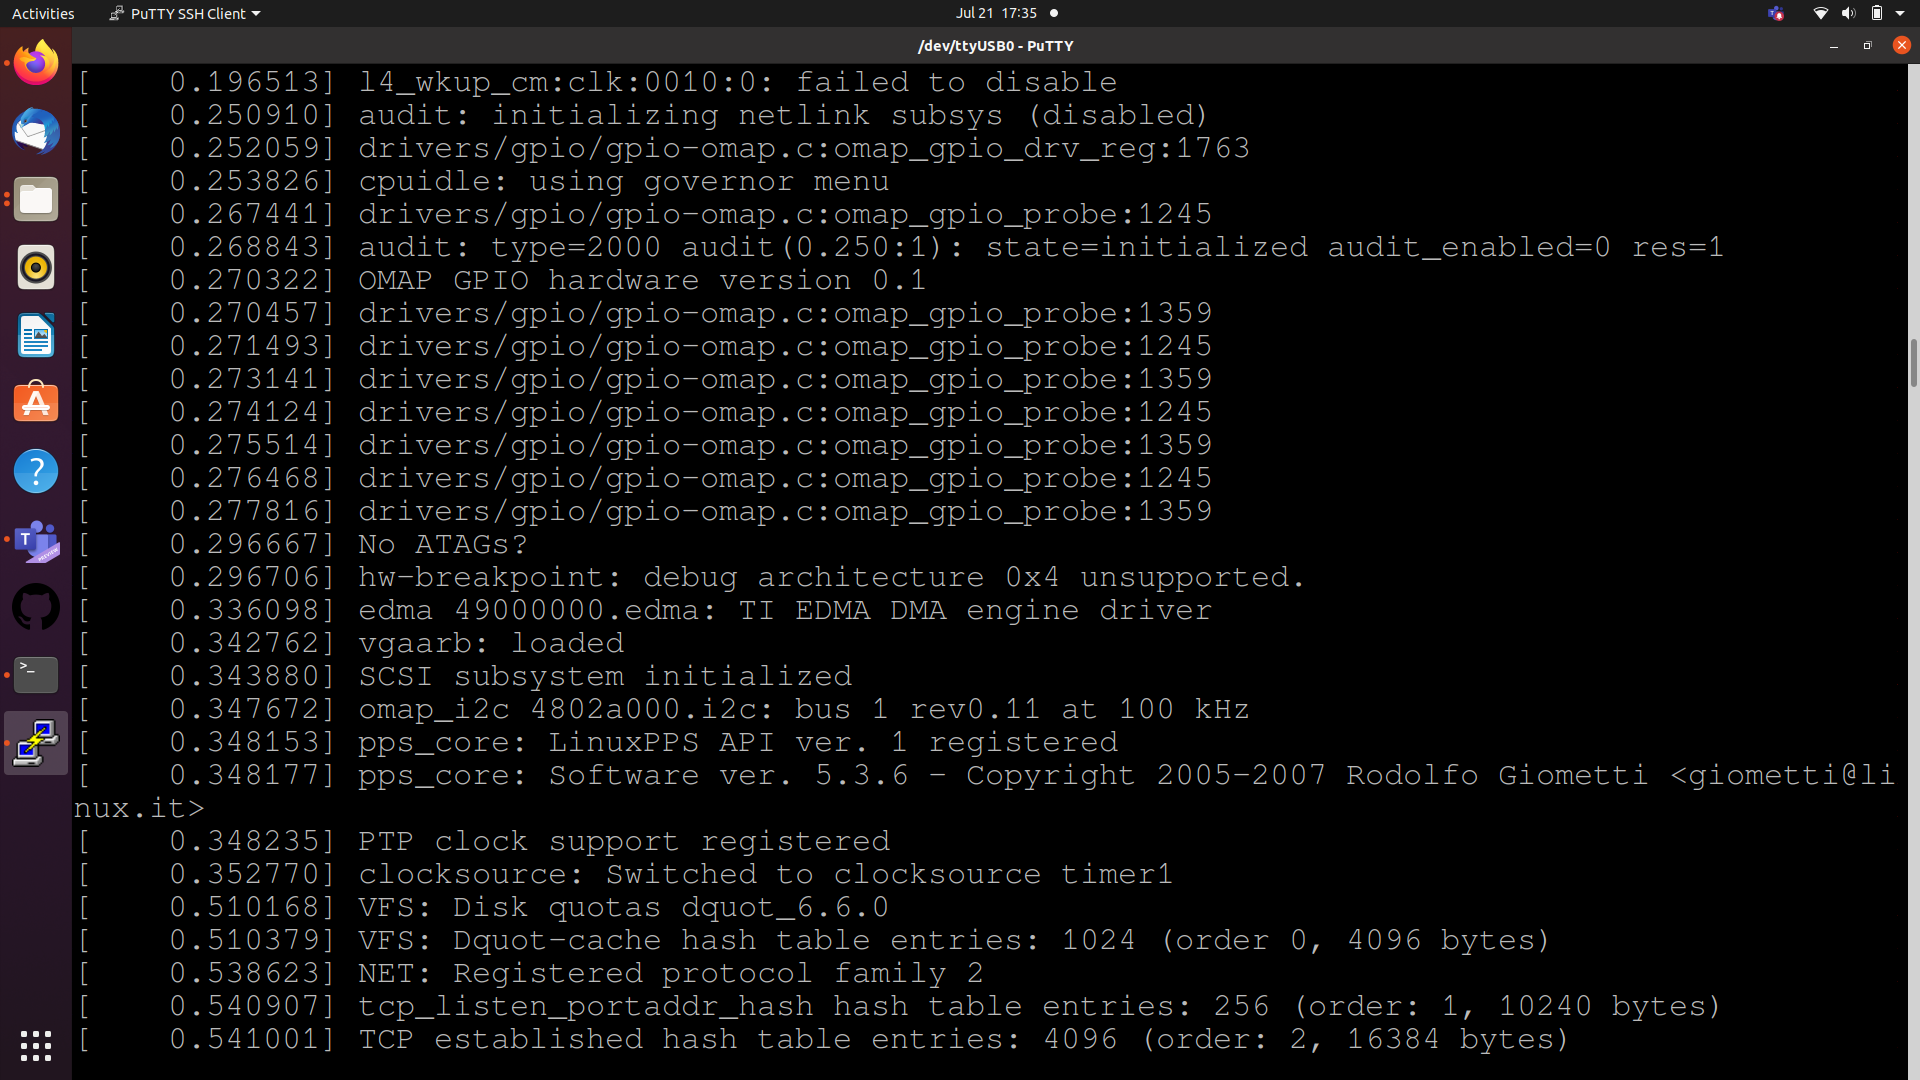 Activities PuTTY SSH Client Jul 21 17:35
/dev/ttyUSB0 - PuTTY
[    0.196513] l4_wkup_cm:clk:0010:0: failed to disable
[    0.250910] audit: initializing netlink subsys (disabled)
[    0.252059] drivers/gpio/gpio-omap.c:omap_gpio_drv_reg:1763
[    0.253826] cpuidle: using governor menu
[    0.267441] drivers/gpio/gpio-omap.c:omap_gpio_probe:1245
[    0.268843] audit: type=2000 audit(0.250:1): state=initialized audit_enabled=0 res=1
[    0.270322] OMAP GPIO hardware version 0.1
[    0.270457] drivers/gpio/gpio-omap.c:omap_gpio_probe:1359
[    0.271493] drivers/gpio/gpio-omap.c:omap_gpio_probe:1245
[    0.273141] drivers/gpio/gpio-omap.c:omap_gpio_probe:1359
[    0.274124] drivers/gpio/gpio-omap.c:omap_gpio_probe:1245
[    0.275514] drivers/gpio/gpio-omap.c:omap_gpio_probe:1359
[    0.276468] drivers/gpio/gpio-omap.c:omap_gpio_probe:1245
[    0.277816] drivers/gpio/gpio-omap.c:omap_gpio_probe:1359
[    0.296667] No ATAGs?
[    0.296706] hw-breakpoint: debug architecture 0x4 unsupported.
[    0.336098] edma 49000000.edma: TI EDMA DMA engine driver
[    0.342762] vgaarb: loaded
[    0.343880] SCSI subsystem initialized
[    0.347672] omap_i2c 4802a000.i2c: bus 1 rev0.11 at 100 kHz
[    0.348153] pps_core: LinuxPPS API ver. 1 registered
[    0.348177] pps_core: Software ver. 5.3.6 - Copyright 2005-2007 Rodolfo Giometti <giometti@li
nux.it>
[    0.348235] PTP clock support registered
[    0.352770] clocksource: Switched to clocksource timer1
[    0.510168] VFS: Disk quotas dquot_6.6.0
[    0.510379] VFS: Dquot-cache hash table entries: 1024 (order 0, 4096 bytes)
[    0.538623] NET: Registered protocol family 2
[    0.540907] tcp_listen_portaddr_hash hash table entries: 256 (order: 1, 10240 bytes)
[    0.541001] TCP established hash table entries: 4096 (order: 2, 16384 bytes)